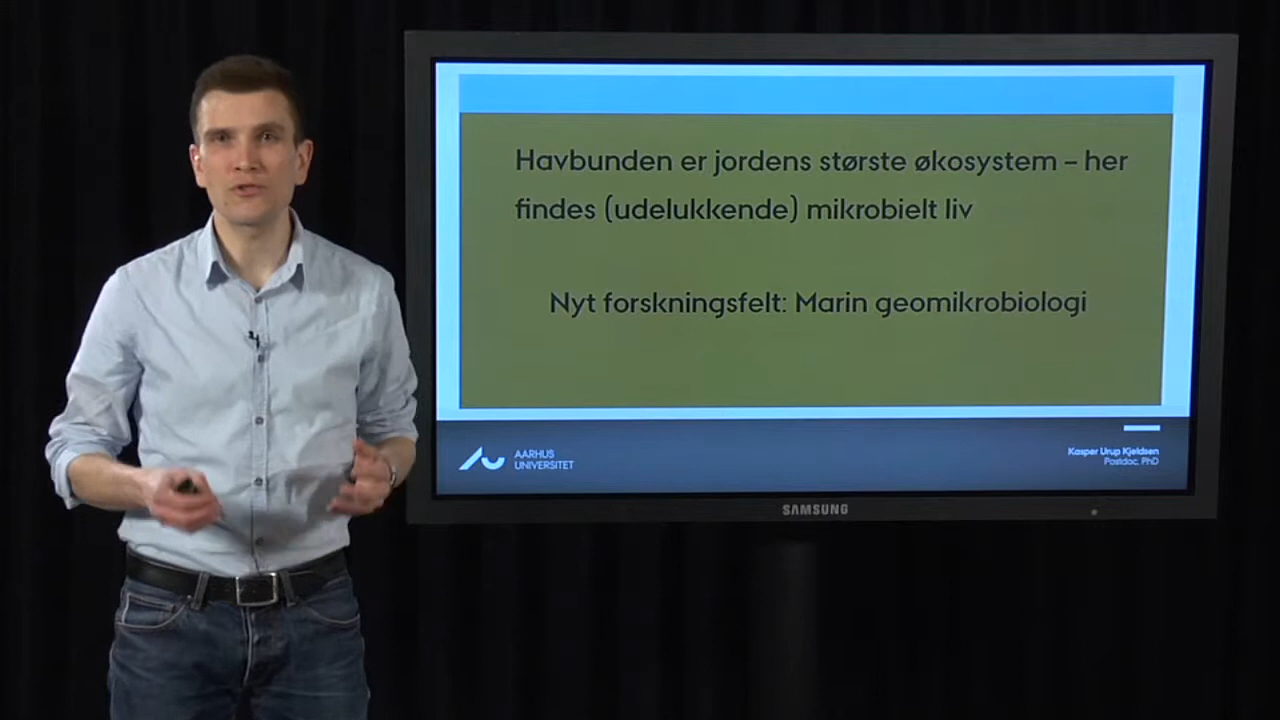 Havbunden er jordens største økosystem – her
findes (udelukkende) mikrobielt liv
Nyt forskningsfelt: Marin geomikrobiologi
AARHUS
UNIVERSITET
Kasper Urup Kjeldsen
Postdoc, PhD
SAMSUNG